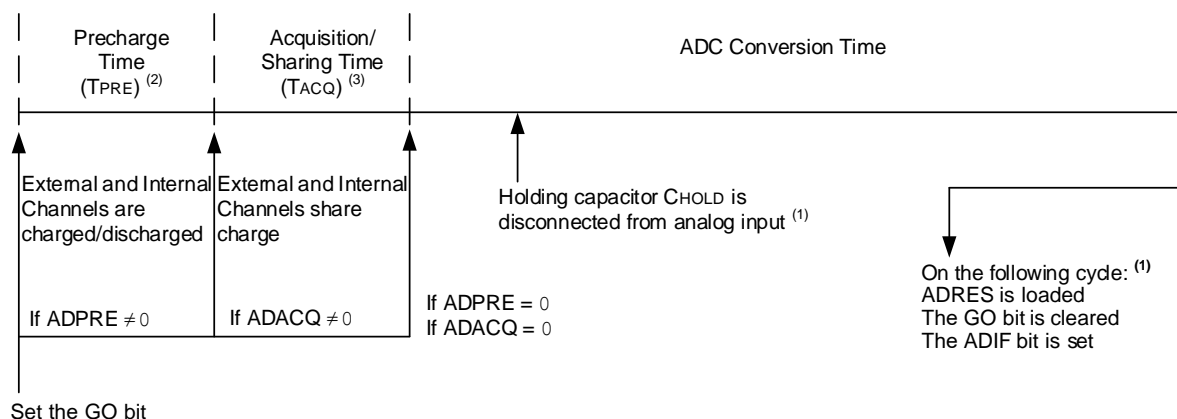 Precharge
Time
(TPRE) (2)
Acquisition/
Sharing Time
(TACQ) (3)
ADC Conversion Time
External and Internal
Channels are
charged/discharged
External and Internal
Channels share
charge
Holding capacitor CHOLD is
disconnected from analog input (1)
If ADPRE ≠ 0
If ADACQ ≠ 0
If ADPRE = 0
If ADACQ = 0
On the following cycle: (1)
ADRES is loaded
The GO bit is cleared
The ADIF bit is set
Set the GO bit